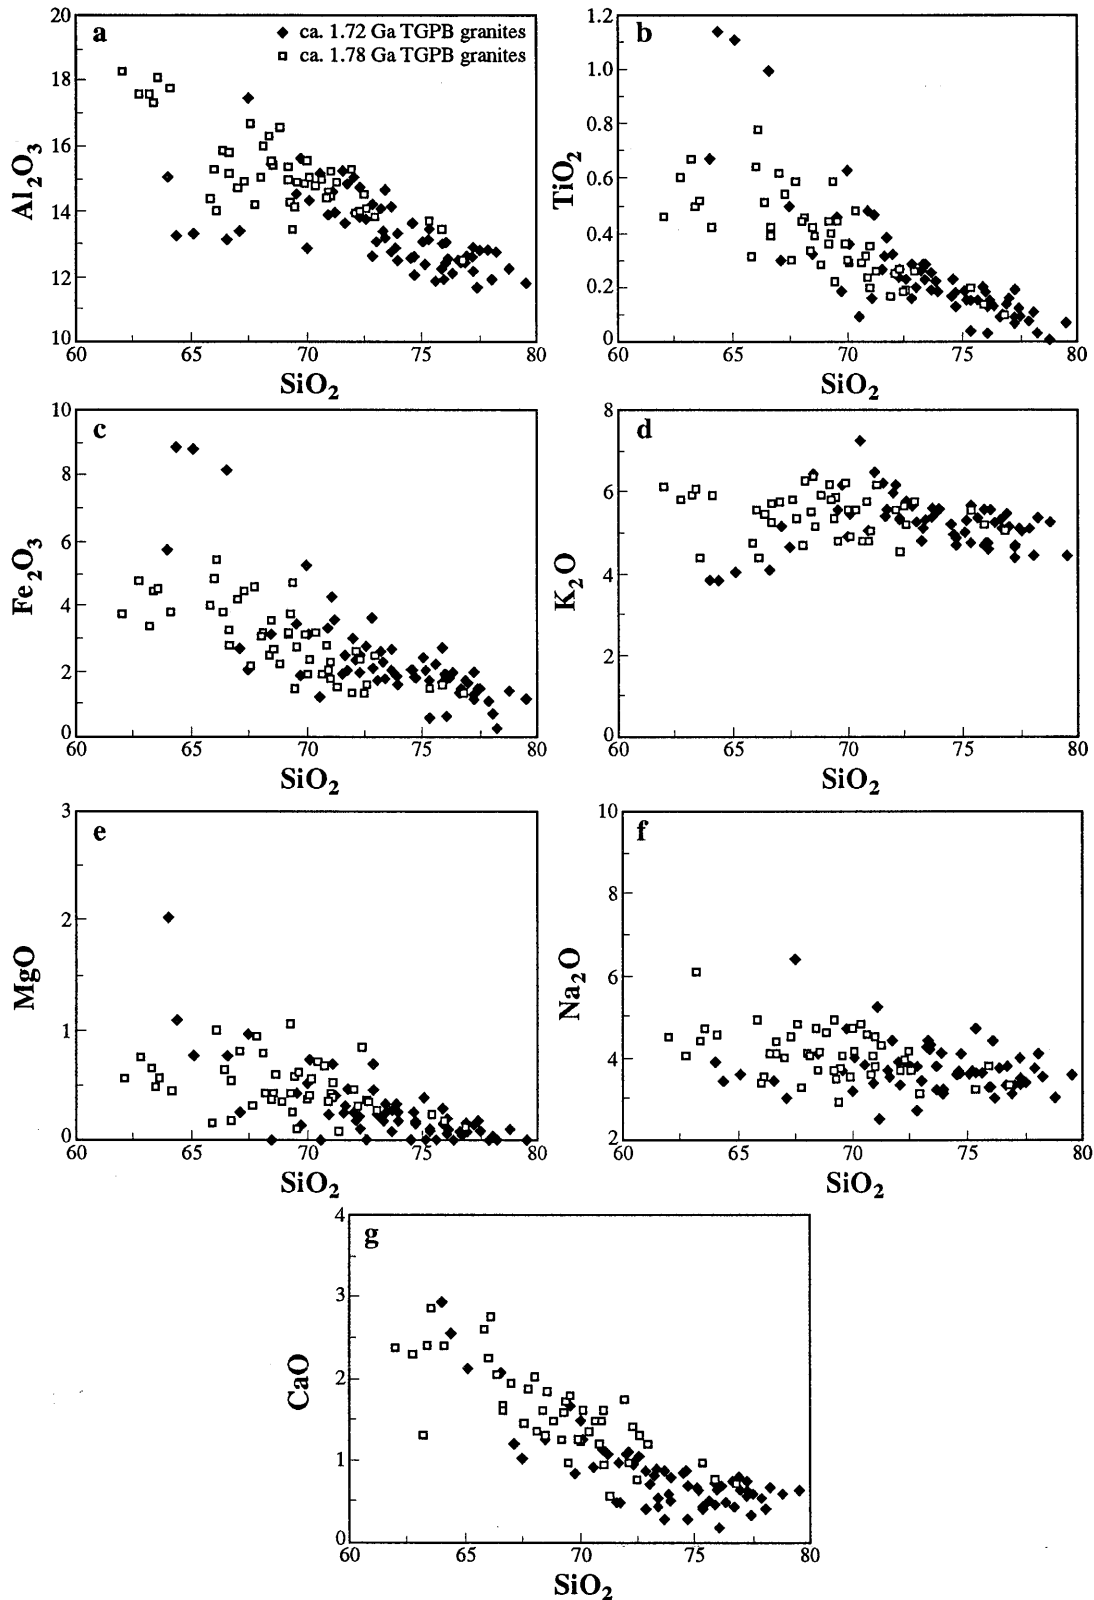 a
◆ ca. 1.72 Ga TGPB granites
□ ca. 1.78 Ga TGPB granites
Al₂O₃
20
18
16
14
12
10
60 65 70 75 80
SiO₂
b
TiO₂
1.2
1.0
0.8
0.6
0.4
0.2
0
60 65 70 75 80
SiO₂
c
Fe₂O₃
10
8
6
4
2
0
60 65 70 75 80
SiO₂
d
K₂O
8
6
4
2
0
60 65 70 75 80
SiO₂
e
MgO
3
2
1
0
60 65 70 75 80
SiO₂
f
Na₂O
10
8
6
4
2
60 65 70 75 80
SiO₂
g
CaO
4
3
2
1
0
60 65 70 75 80
SiO₂